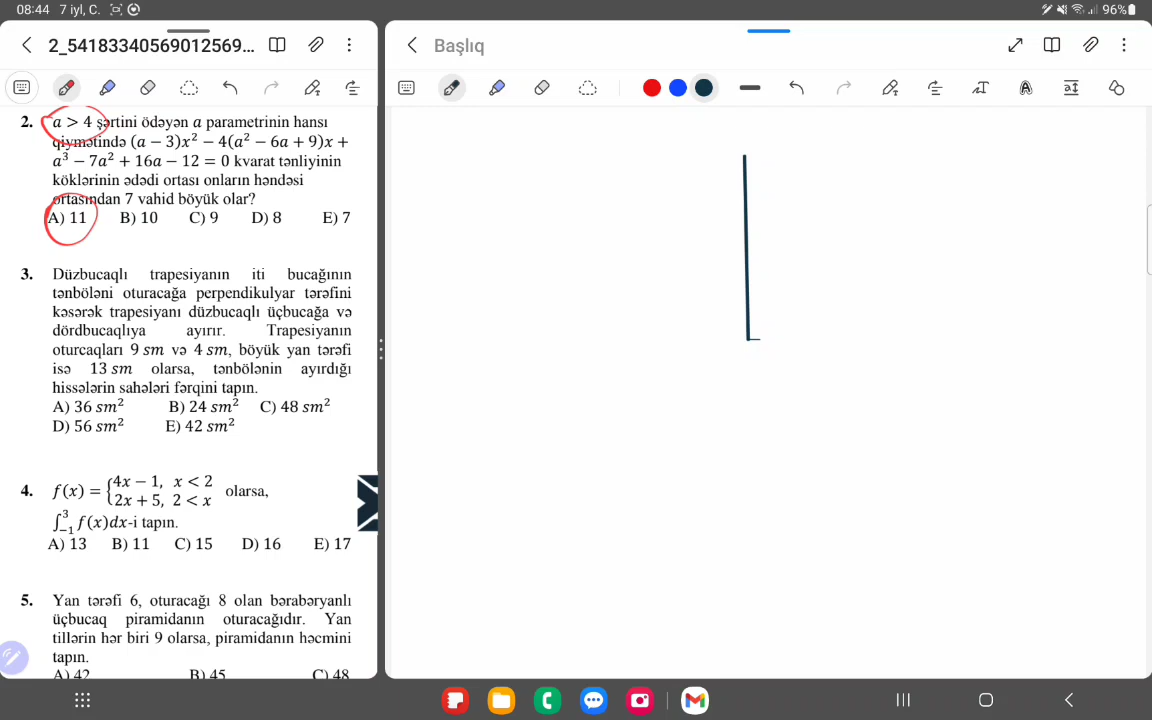 08:44 7 iyl, C.
96%
2_54183340569012569...
Başlıq
2. a > 4 şərtini ödəyən a parametrinin hansı
qiymətində (a − 3)x² − 4(a² − 6a + 9)x +
a³ − 7a² + 16a − 12 = 0 kvarat tənliyinin
köklərinin ədədi ortası onların həndəsi
ortasından 7 vahid böyük olar?
A) 11 B) 10 C) 9 D) 8 E) 7
3. Düzbucaqlı trapesiyanın iti bucağının
tənböləni oturacağa perpendikulyar tərəfini
kəsərək trapesiyanı düzbucaqlı üçbucağa və
dördbucaqlıya ayırır. Trapesiyanın
oturcaqları 9 sm və 4 sm, böyük yan tərəfi
isə 13 sm olarsa, tənbölənin ayırdığı
hissələrin sahələri fərqini tapın.
A) 36 sm² B) 24 sm² C) 48 sm²
D) 56 sm² E) 42 sm²
4. f(x) = {4x − 1, x < 2
2x + 5, 2 < x olarsa,
∫₋₁³ f(x)dx-i tapın.
A) 13 B) 11 C) 15 D) 16 E) 17
5. Yan tərəfi 6, oturacağı 8 olan bərabəryanlı
üçbucaq piramidanın oturacağıdır. Yan
tillərin hər biri 9 olarsa, piramidanın həcmini
tapın.
A) 42 B) 45 C) 48